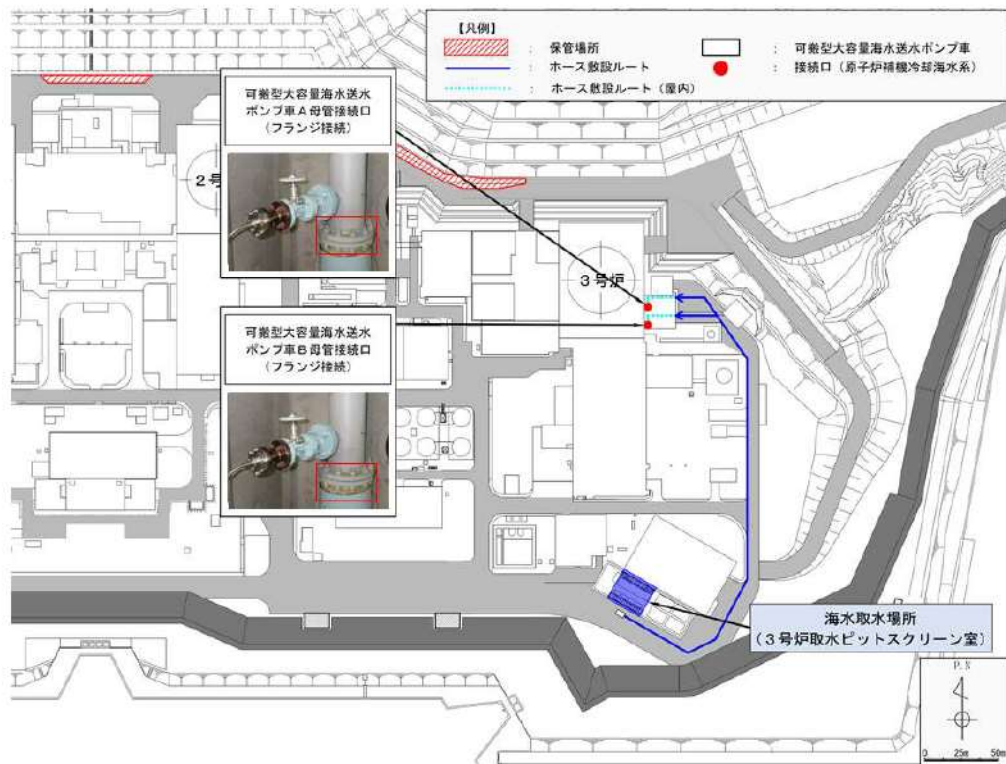 【凡例】
： 保管場所
： ホース敷設ルート
： ホース敷設ルート（屋内）
： 可搬型大容量海水送水ポンプ車
： 接続口（原子炉補機冷却海水系）
可搬型大容量海水送水
ポンプ車A母管接続口
（フランジ接続）
2号
3号炉
可搬型大容量海水送水
ポンプ車B母管接続口
（フランジ接続）
海水取水場所
（3号炉取水ピットスクリーン室）
P.N
0 25m 50m